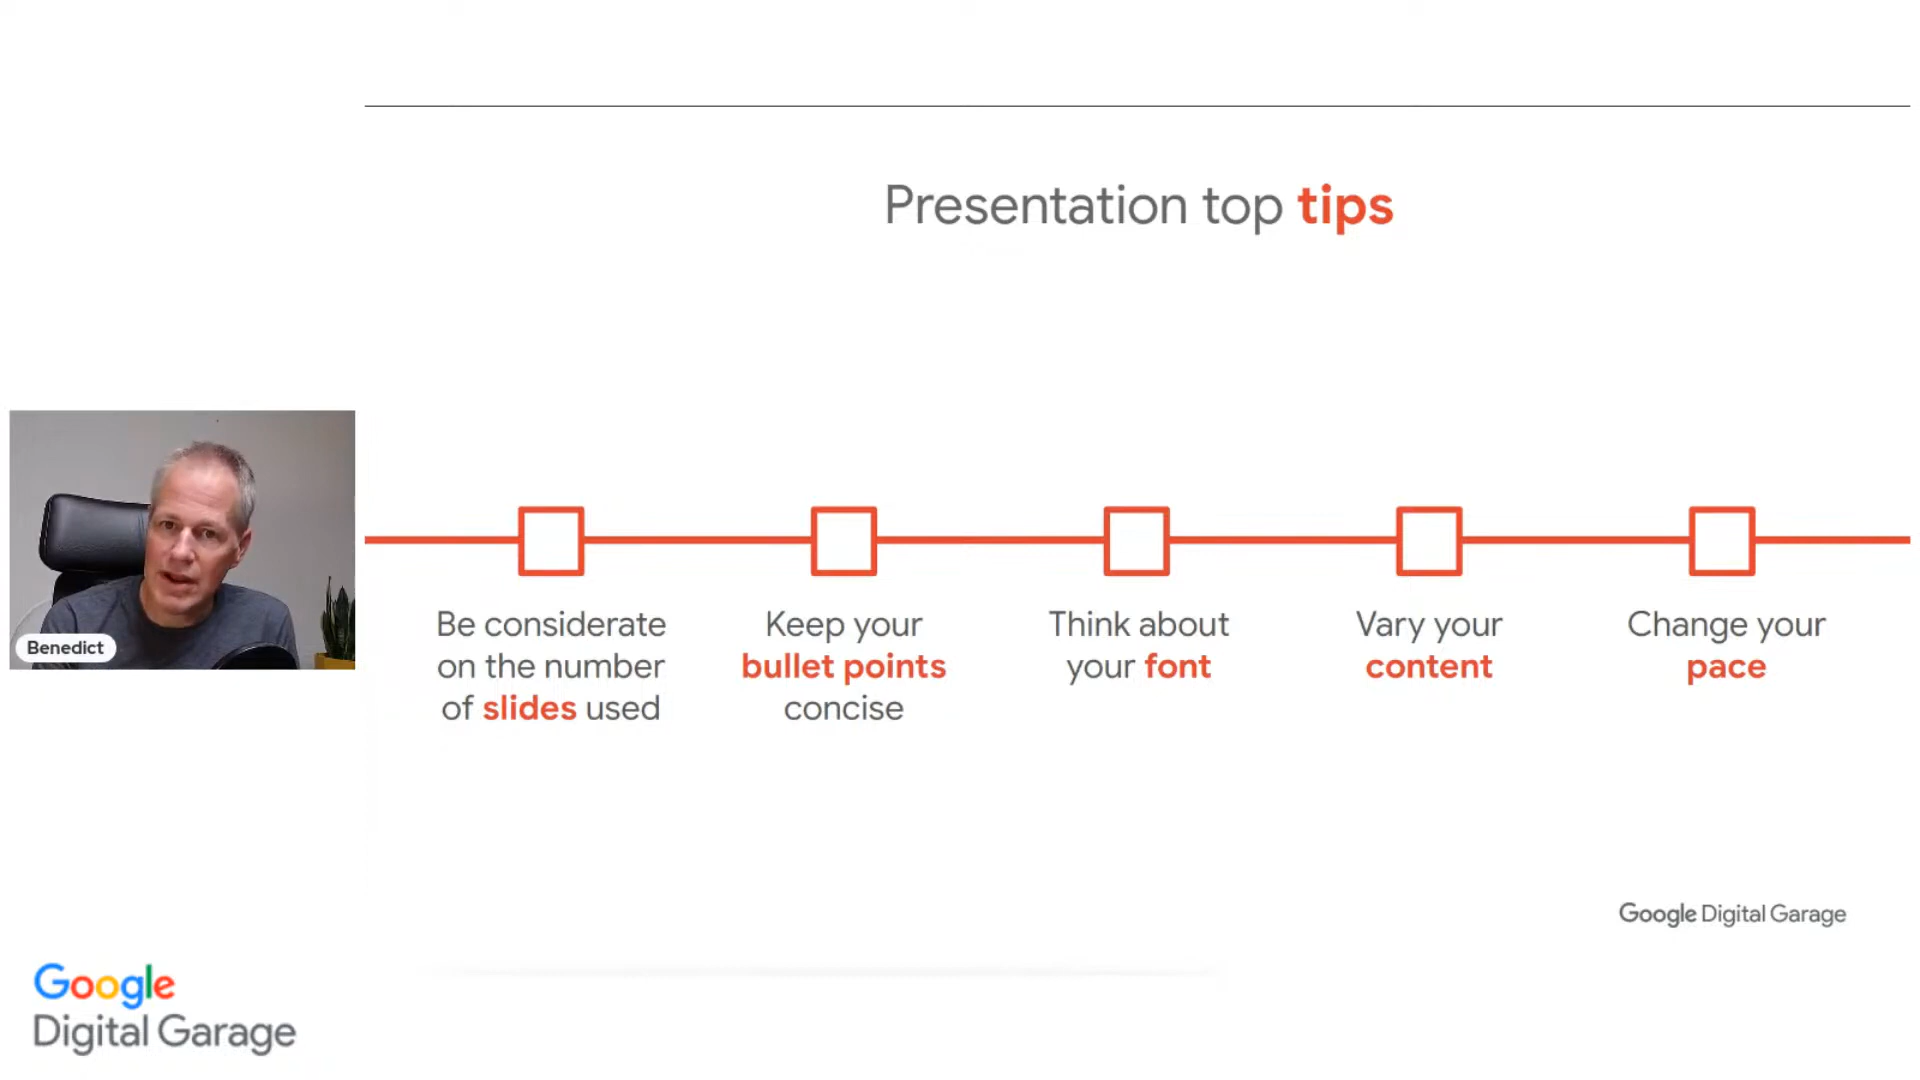 Presentation top tips
Benedict
Be considerate
on the number
of slides used
Keep your
bullet points
concise
Think about
your font
Vary your
content
Change your
pace
Google Digital Garage
Google
Digital Garage